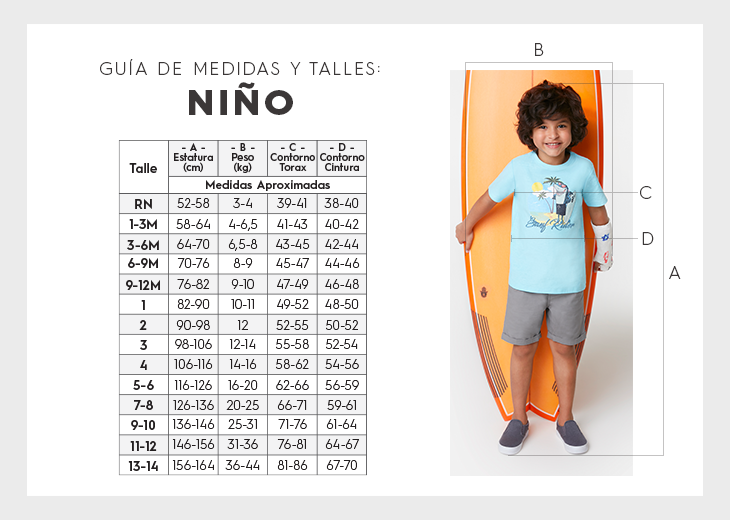 GUÍA DE MEDIDAS Y TALLES:
NIÑO
Talle
- A - Estatura (cm)
- B - Peso (kg)
- C - Contorno Torax
- D - Contorno Cintura
Medidas Aproximadas
RN 52-58 3-4 39-41 38-40
1-3M 58-64 4-6,5 41-43 40-42
3-6M 64-70 6,5-8 43-45 42-44
6-9M 70-76 8-9 45-47 44-46
9-12M 76-82 9-10 47-49 46-48
1 82-90 10-11 49-52 48-50
2 90-98 12 52-55 50-52
3 98-106 12-14 55-58 52-54
4 106-116 14-16 58-62 54-56
5-6 116-126 16-20 62-66 56-59
7-8 126-136 20-25 66-71 59-61
9-10 136-146 25-31 71-76 61-64
11-12 146-156 31-36 76-81 64-67
13-14 156-164 36-44 81-86 67-70
B
C
D
A
Surf Rider